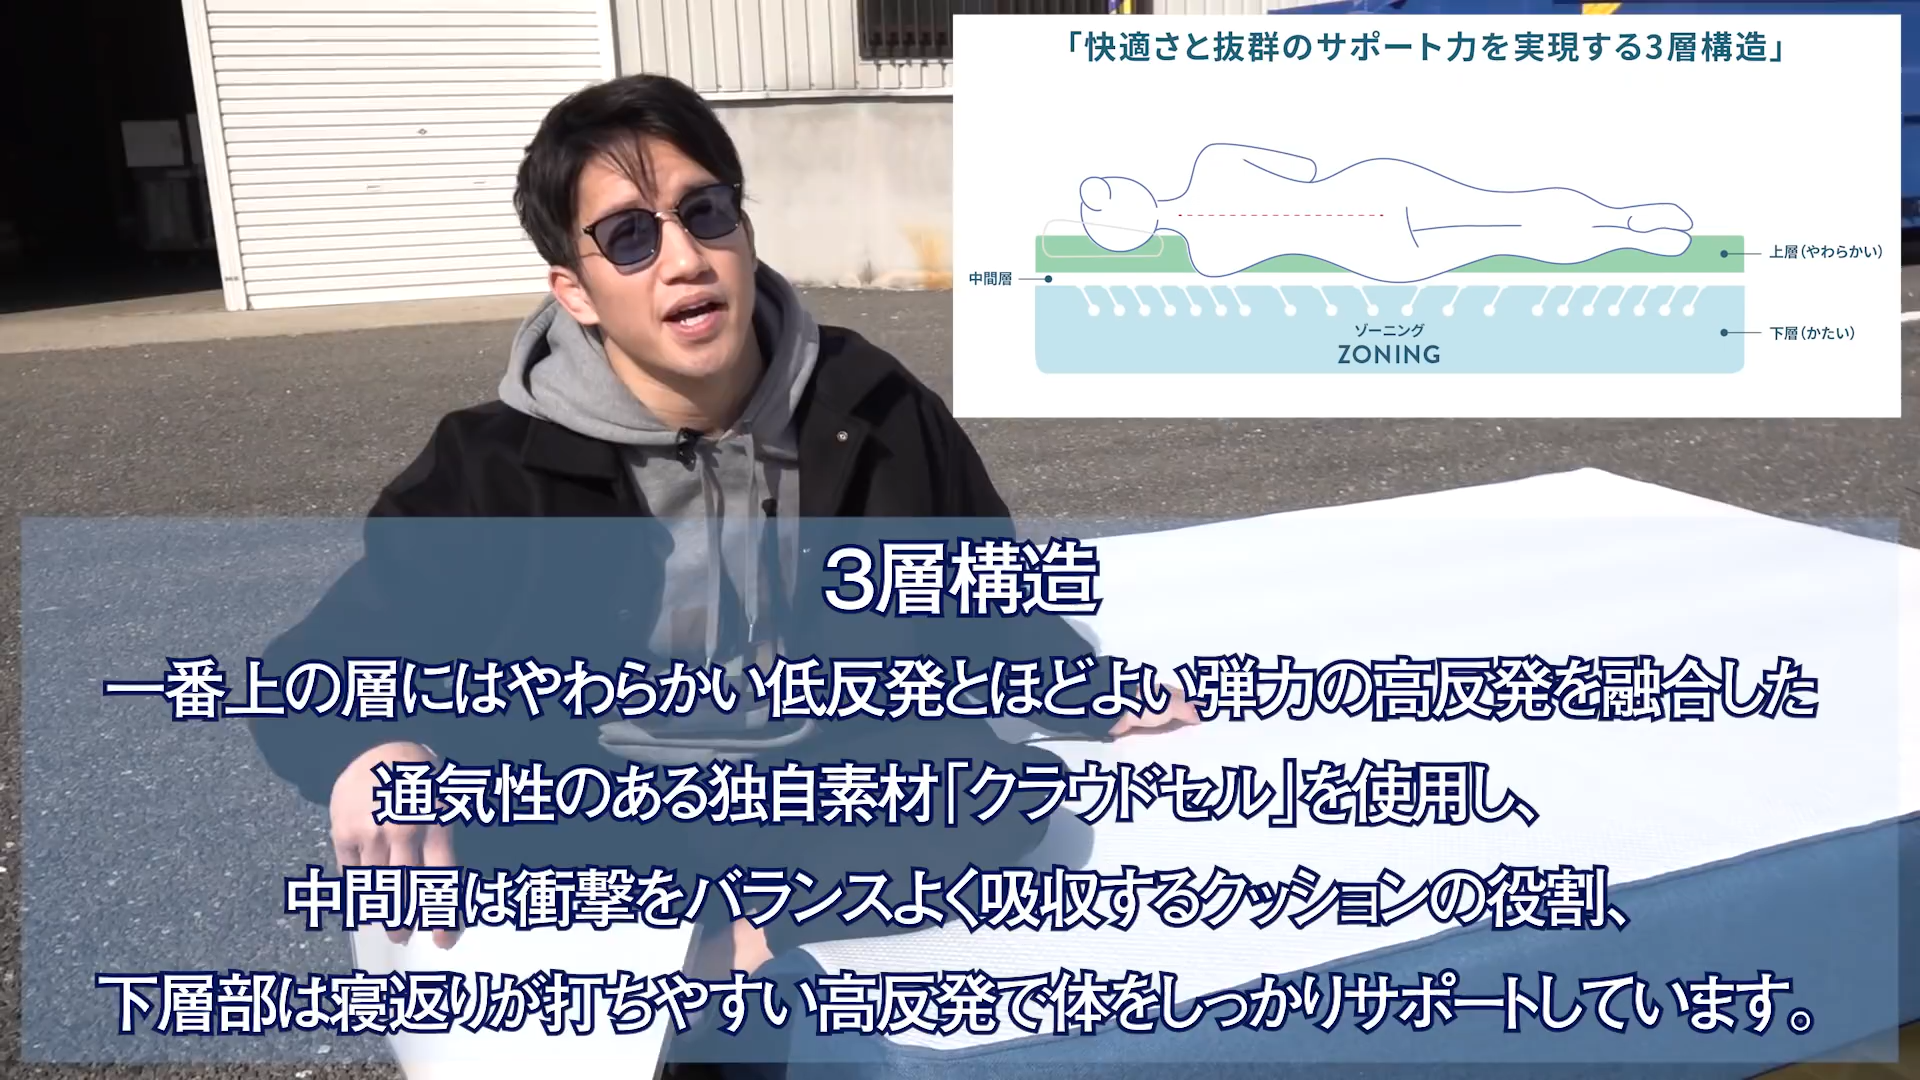 「快適さと抜群のサポート力を実現する3層構造」
上層（やわらかい）
中間層
ゾーニング
ZONING
下層（かたい）
3層構造
一番上の層にはやわらかい低反発とほどよい弾力の高反発を融合した
通気性のある独自素材「クラウドセル」を使用し、
中間層は衝撃をバランスよく吸収するクッションの役割、
下層部は寝返りが打ちやすい高反発で体をしっかりサポートしています。